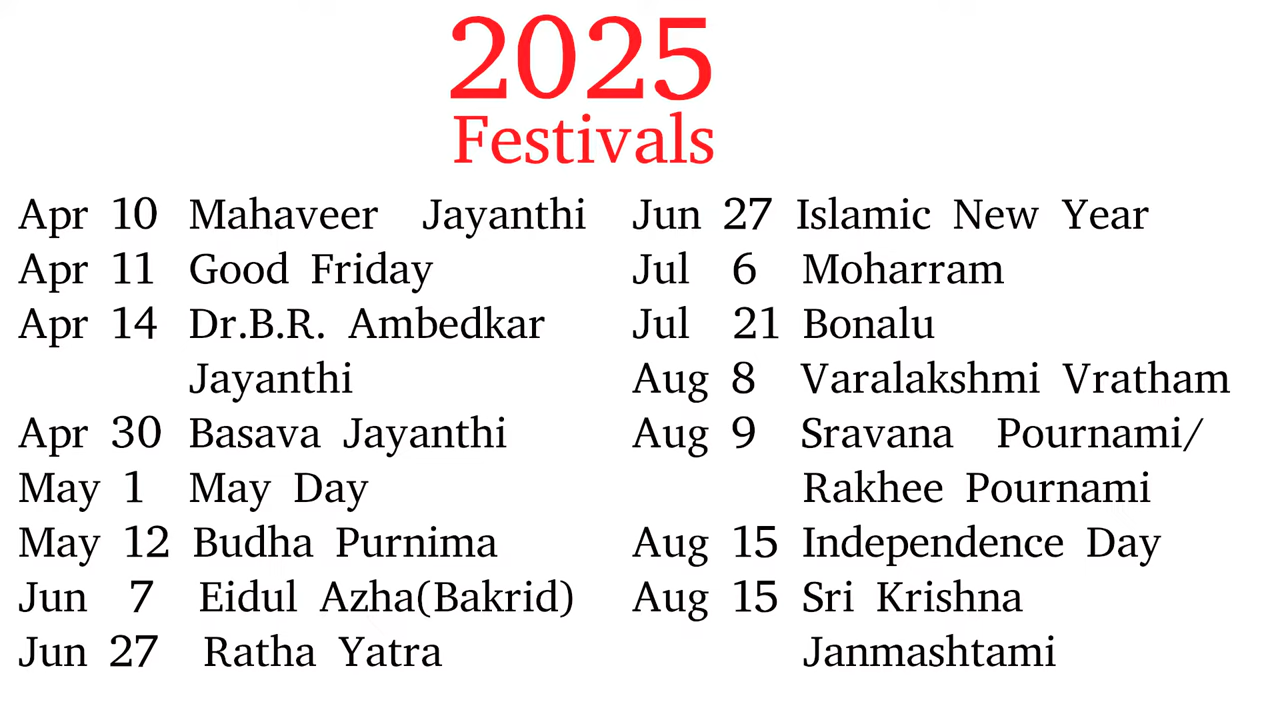 2025
Festivals
Apr 10 Mahaveer Jayanthi
Apr 11 Good Friday
Apr 14 Dr.B.R. Ambedkar
Jayanthi
Apr 30 Basava Jayanthi
May 1 May Day
May 12 Budha Purnima
Jun 7 Eidul Azha(Bakrid)
Jun 27 Ratha Yatra
Jun 27 Islamic New Year
Jul 6 Moharram
Jul 21 Bonalu
Aug 8 Varalakshmi Vratham
Aug 9 Sravana Pournami/
Rakhee Pournami
Aug 15 Independence Day
Aug 15 Sri Krishna
Janmashtami